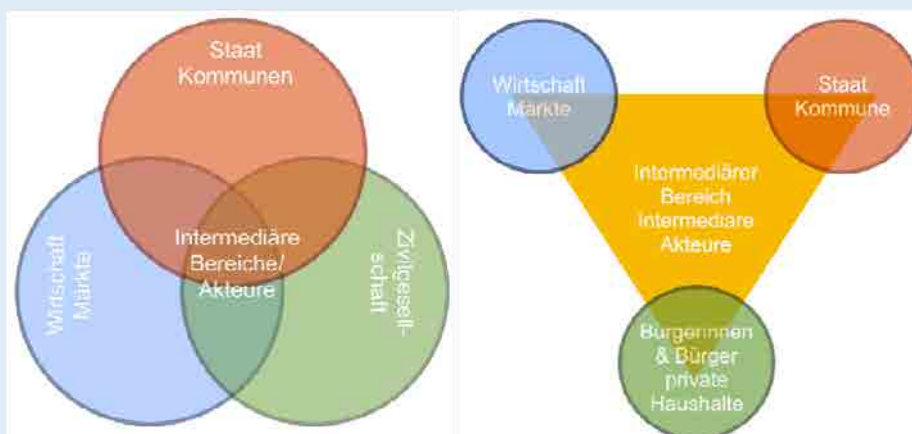 Staat
Kommunen
Wirtschaft
Märkte
Intermediäre
Bereiche/
Akteure
Zivilgesell-
schaft
Wirtschaft
Märkte
Staat
Kommune
Intermediärer
Bereich
Intermediäre
Akteure
Bürgerinnen
& Bürger
private
Haushalte